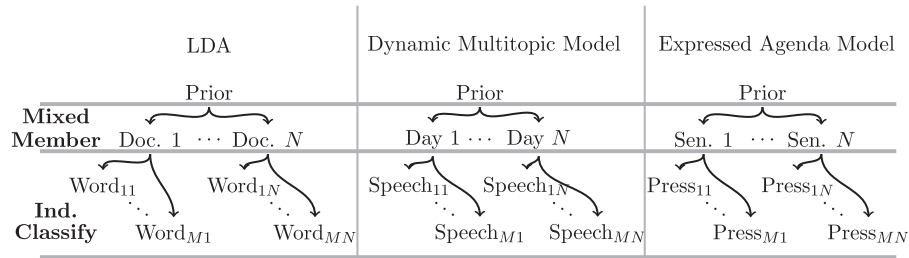 LDA Dynamic Multitopic Model Expressed Agenda Model
Prior Prior Prior
Mixed
Member Doc. 1 ··· Doc. N Day 1 ··· Day N Sen. 1 ··· Sen. N
Word11 Word1N Speech11 Speech1N Press11 Press1N
Ind.
Classify WordM1 WordMN SpeechM1 SpeechMN PressM1 PressMN